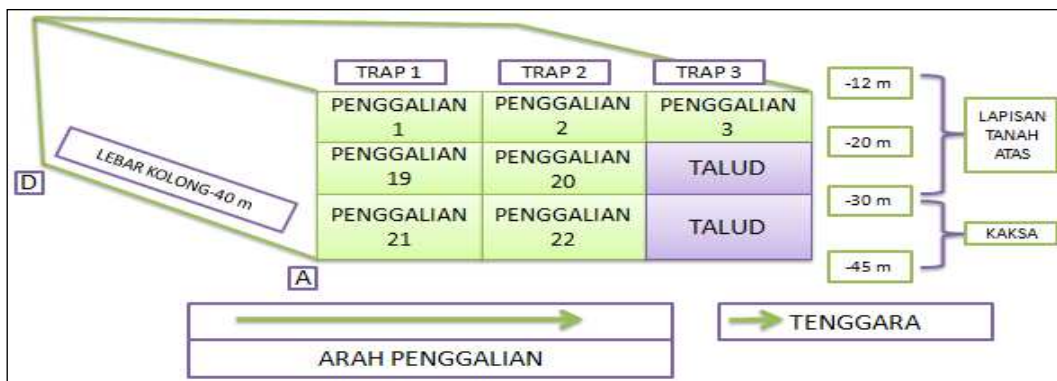 TRAP 1
TRAP 2
TRAP 3
PENGGALIAN
1
PENGGALIAN
2
PENGGALIAN
3
PENGGALIAN
19
PENGGALIAN
20
TALUD
PENGGALIAN
21
PENGGALIAN
22
TALUD
LEBAR KOLONG-40 m
D
A
-12 m
-20 m
-30 m
-45 m
LAPISAN
TANAH
ATAS
KAKSA
TENGGARA
ARAH PENGGALIAN